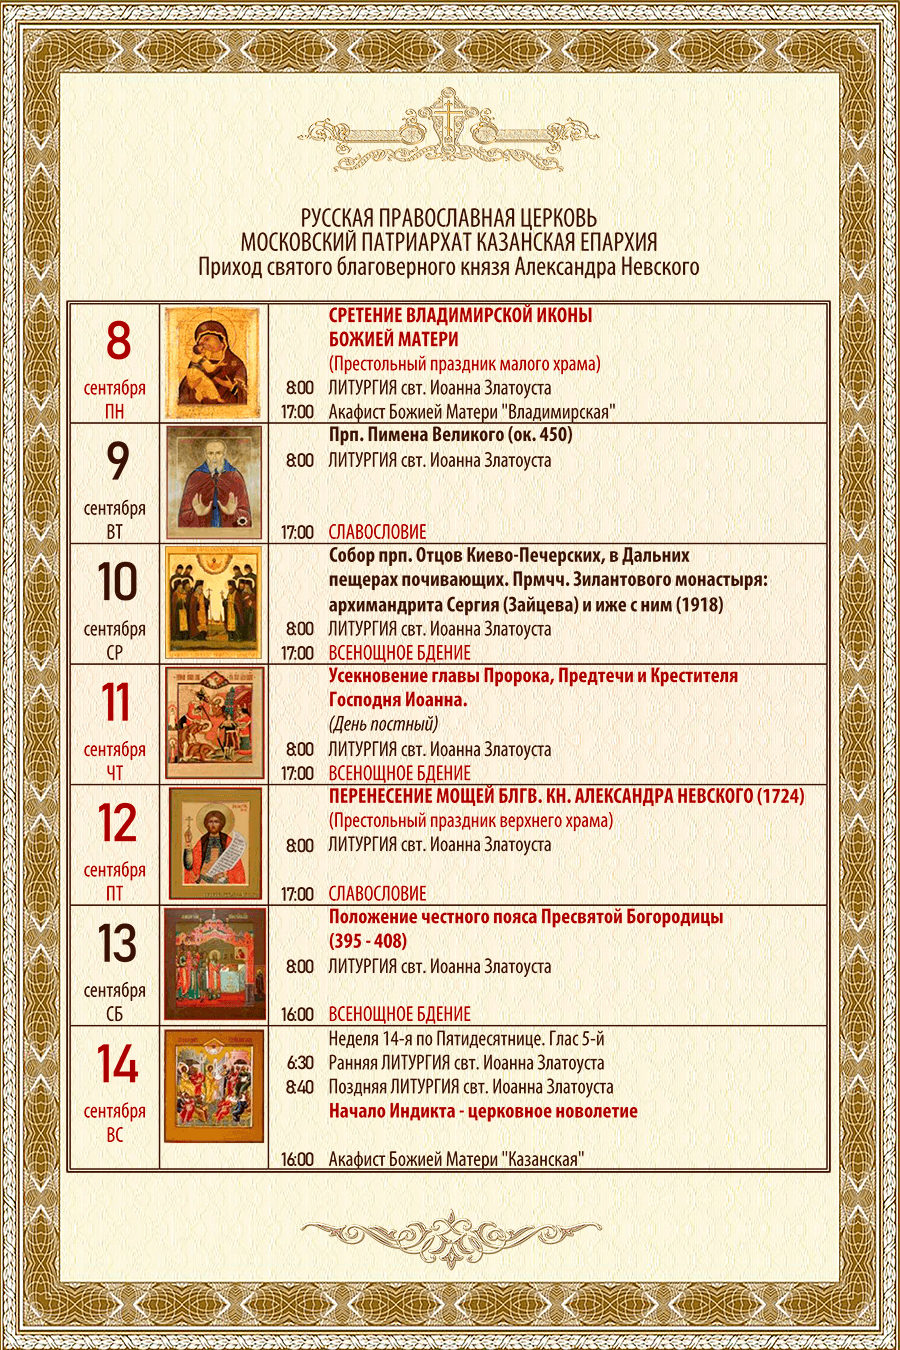 РУССКАЯ ПРАВОСЛАВНАЯ ЦЕРКОВЬ
МОСКОВСКИЙ ПАТРИАРХАТ КАЗАНСКАЯ ЕПАРХИЯ
Приход святого благоверного князя Александра Невского
8
сентября
ПН
СРЕТЕНИЕ ВЛАДИМИРСКОЙ ИКОНЫ
БОЖИЕЙ МАТЕРИ
(Престольный праздник малого храма)
8:00 ЛИТУРГИЯ свт. Иоанна Златоуста
17:00 Акафист Божией Матери "Владимирская"
9
сентября
ВТ
Прп. Пимена Великого (ок. 450)
8:00 ЛИТУРГИЯ свт. Иоанна Златоуста
17:00 СЛАВОСЛОВИЕ
10
сентября
СР
Собор прп. Отцов Киево-Печерских, в Дальних
пещерах почивающих. Прмчч. Зилантового монастыря:
архимандрита Сергия (Зайцева) и иже с ним (1918)
8:00 ЛИТУРГИЯ свт. Иоанна Златоуста
17:00 ВСЕНОЩНОЕ БДЕНИЕ
11
сентября
ЧТ
Усекновение главы Пророка, Предтечи и Крестителя
Господня Иоанна.
(День постный)
8:00 ЛИТУРГИЯ свт. Иоанна Златоуста
17:00 ВСЕНОЩНОЕ БДЕНИЕ
12
сентября
ПТ
ПЕРЕНЕСЕНИЕ МОЩЕЙ БЛГВ. КН. АЛЕКСАНДРА НЕВСКОГО (1724)
(Престольный праздник верхнего храма)
8:00 ЛИТУРГИЯ свт. Иоанна Златоуста
17:00 СЛАВОСЛОВИЕ
13
сентября
СБ
Положение честного пояса Пресвятой Богородицы
(395 - 408)
8:00 ЛИТУРГИЯ свт. Иоанна Златоуста
16:00 ВСЕНОЩНОЕ БДЕНИЕ
14
сентября
ВС
Неделя 14-я по Пятидесятнице. Глас 5-й
6:30 Ранняя ЛИТУРГИЯ свт. Иоанна Златоуста
8:40 Поздняя ЛИТУРГИЯ свт. Иоанна Златоуста
Начало Индикта - церковное новолетие
16:00 Акафист Божией Матери "Казанская"